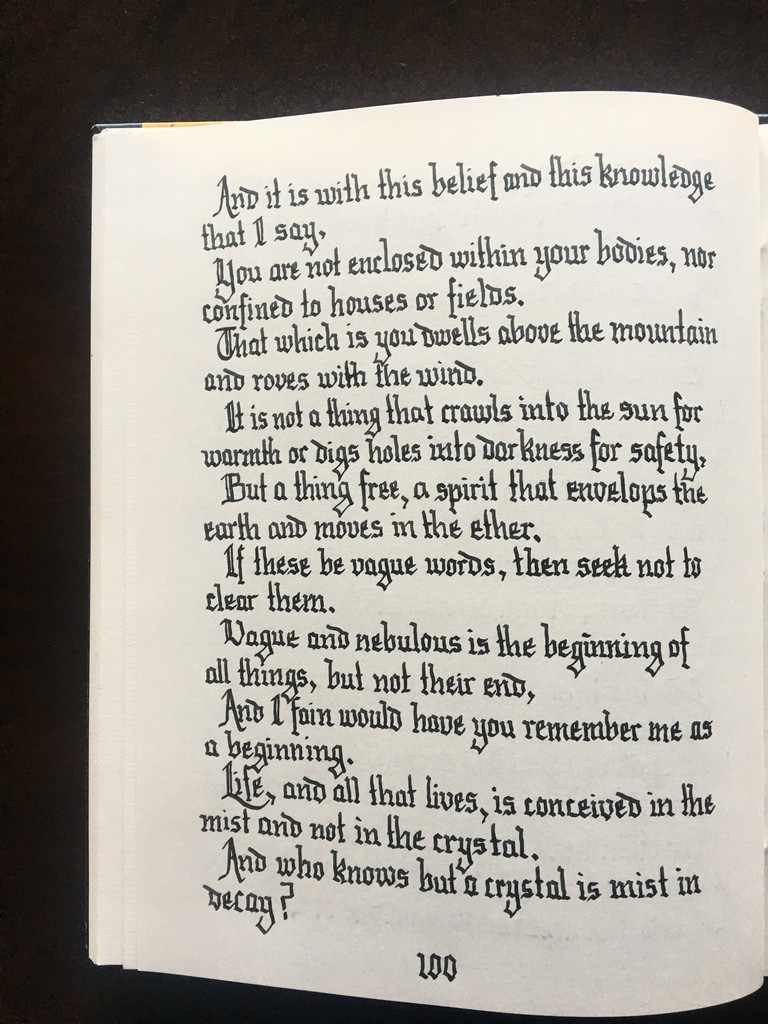 And it is with this belief and this knowledge
that I say,
You are not enclosed within your bodies, nor
confined to houses or fields.
That which is you dwells above the mountain
and roves with the wind.
It is not a thing that crawls into the sun for
warmth or digs holes into darkness for safety,
But a thing free, a spirit that envelops the
earth and moves in the ether.
If these be vague words, then seek not to
clear them.
Vague and nebulous is the beginning of
all things, but not their end,
And I fain would have you remember me as
a beginning.
Life, and all that lives, is conceived in the
mist and not in the crystal.
And who knows but a crystal is mist in
decay?
100